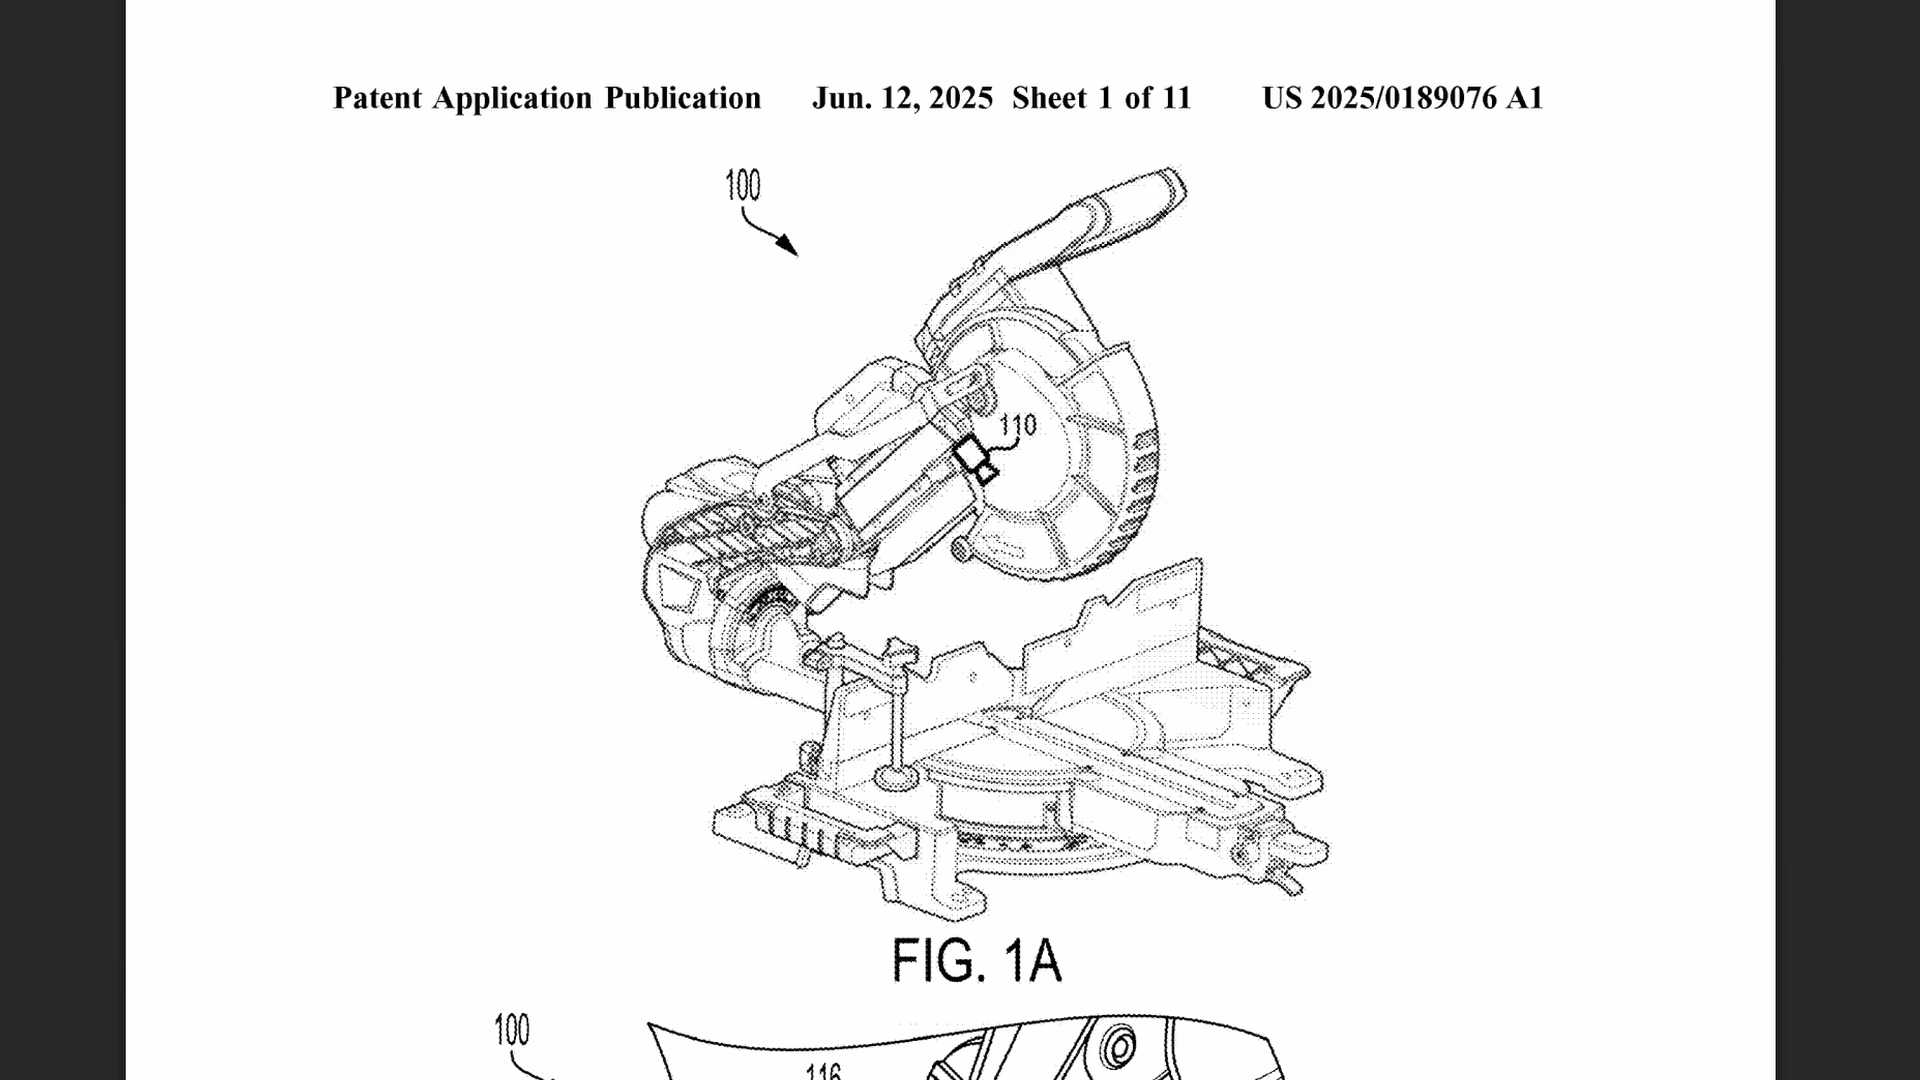 Patent Application Publication Jun. 12, 2025 Sheet 1 of 11 US 2025/0189076 A1
100
110
FIG. 1A
100
116